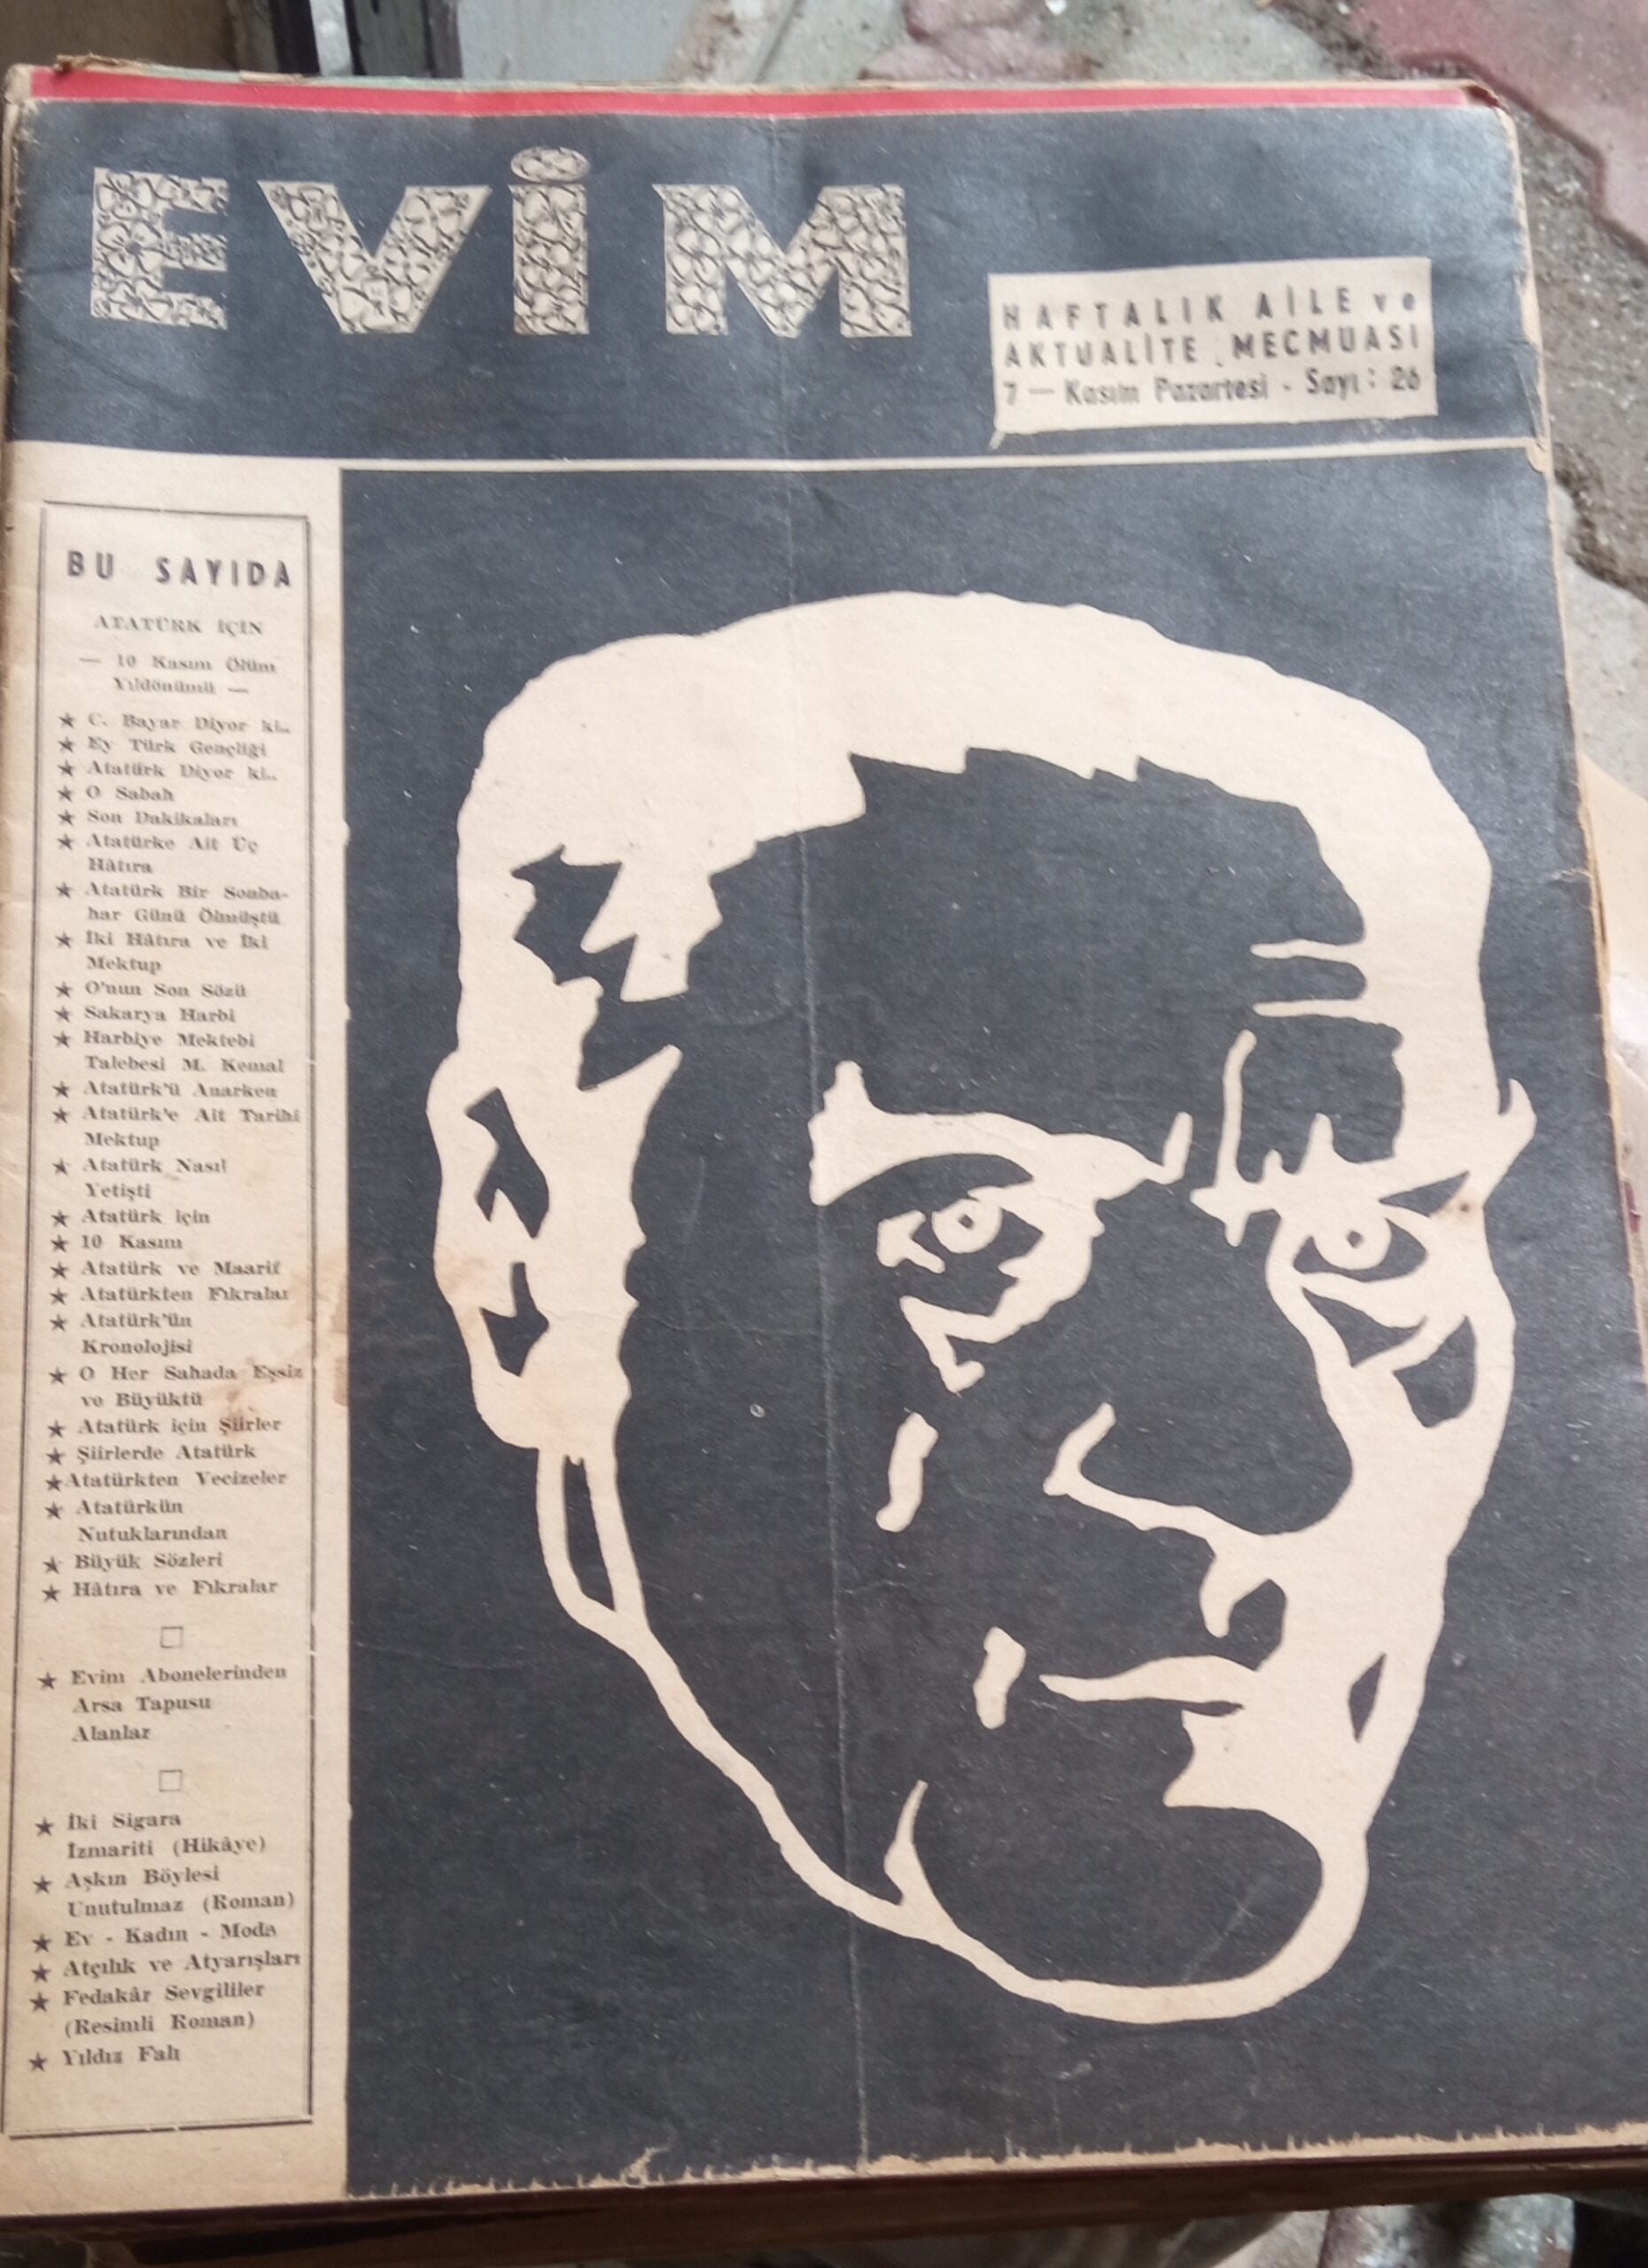 EVİM
HAFTALIK AİLE ve
AKTUALİTE MECMUASI
7 — Kasım Pazartesi - Sayı: 26
BU SAYIDA
ATATÜRK İÇİN
— 10 Kasım Ölüm
Yıldönümü —
★ C. Bayar Diyor ki..
★ Ey Türk Gençliği
★ Atatürk Diyor ki..
★ O Sabah
★ Son Dakikaları
★ Atatürke Ait Üç
Hâtıra
★ Atatürk Bir Sonba-
har Günü Ölmüştü
★ İki Hâtıra ve İki
Mektup
★ O'nun Son Sözü
★ Sakarya Harbi
★ Harbiye Mektebi
Talebesi M. Kemal
★ Atatürk'ü Anarken
★ Atatürk'e Ait Tarihi
Mektup
★ Atatürk Nasıl
Yetişti
★ Atatürk için
★ 10 Kasım
★ Atatürk ve Maarif
★ Atatürkten Fıkralar
★ Atatürk'ün
Kronolojisi
★ O Her Sahada Eşsiz
ve Büyüktü
★ Atatürk için Şiirler
★ Şiirlerde Atatürk
★ Atatürkten Vecizeler
★ Atatürkün
Nutuklarından
★ Büyük Sözleri
★ Hâtıra ve Fıkralar
★ Evim Abonelerinden
Arsa Tapusu
Alanlar
★ İki Sigara
İzmariti (Hikâye)
★ Aşkın Böylesi
Unutulmaz (Roman)
★ Ev - Kadın - Moda
★ Atçılık ve Atyarışları
★ Fedakâr Sevgililer
(Resimli Roman)
★ Yıldız Falı